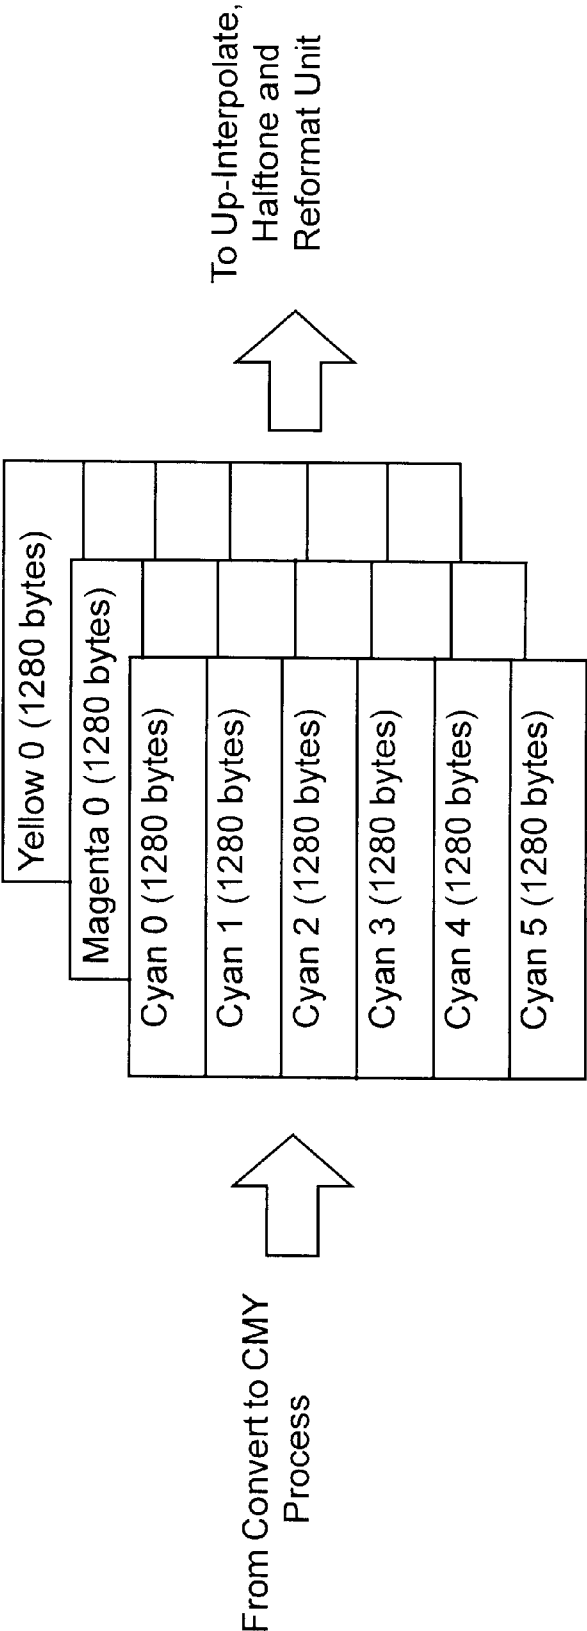 From Convert to CMY
Process
Yellow 0 (1280 bytes)
Magenta 0 (1280 bytes)
Cyan 0 (1280 bytes)
Cyan 1 (1280 bytes)
Cyan 2 (1280 bytes)
Cyan 3 (1280 bytes)
Cyan 4 (1280 bytes)
Cyan 5 (1280 bytes)
To Up-Interpolate,
Halftone and
Reformat Unit